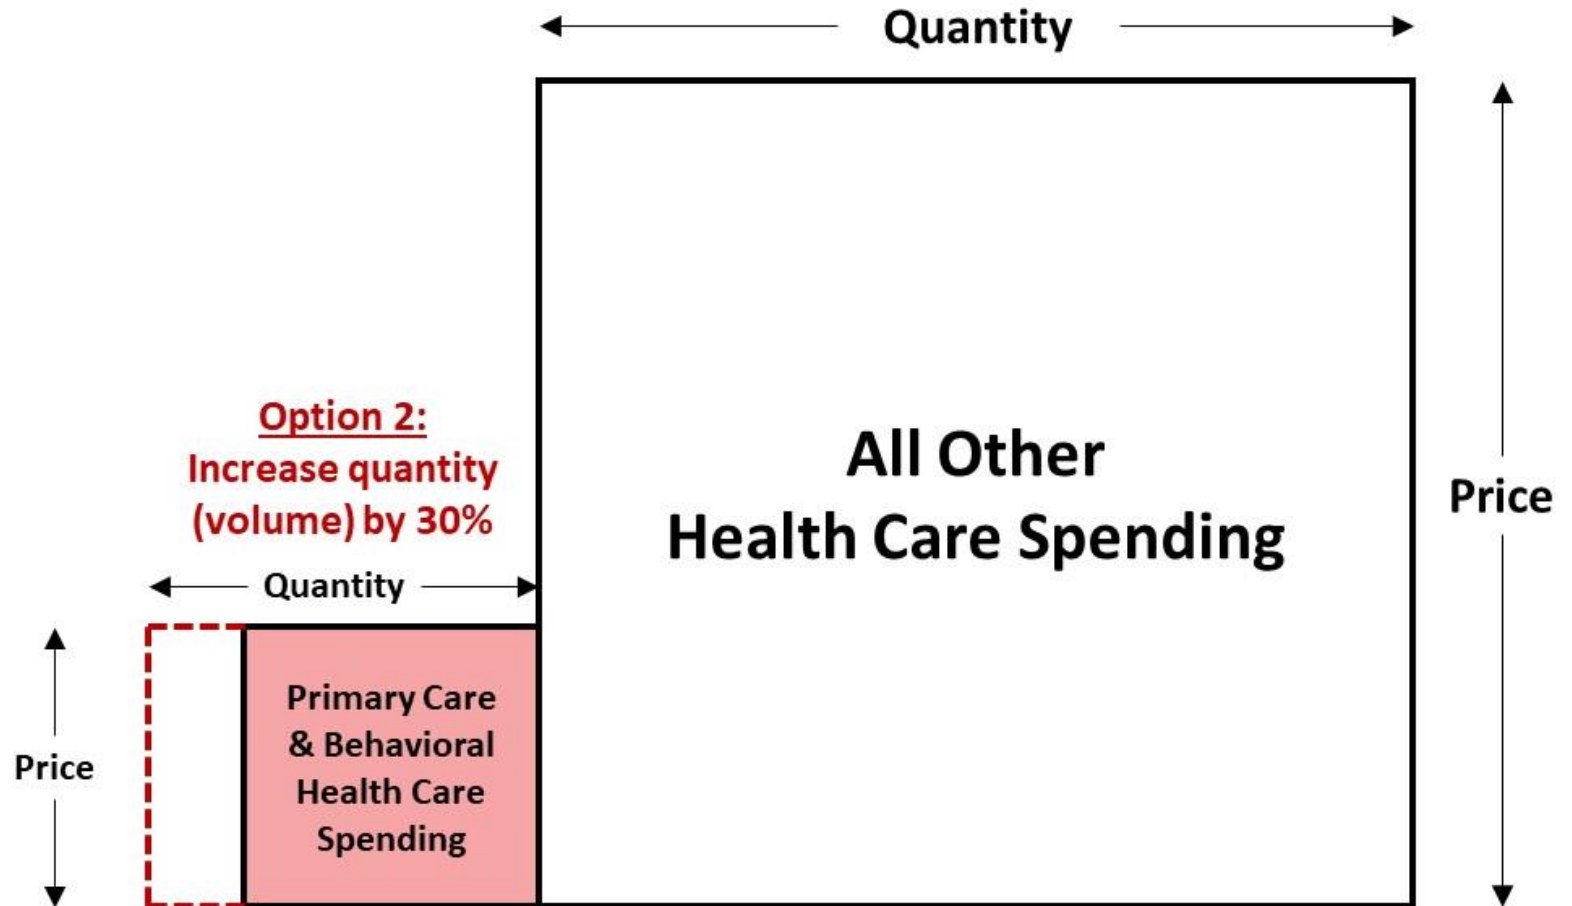 Quantity
Option 2:
Increase quantity
(volume) by 30%
Quantity
Price
Primary Care
& Behavioral
Health Care
Spending
All Other
Health Care Spending
Price